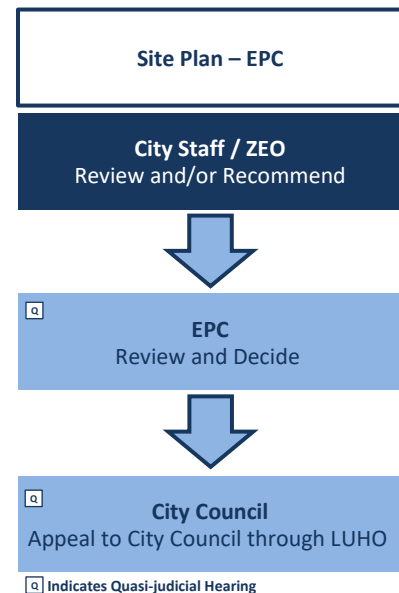 Site Plan – EPC
City Staff / ZEO
Review and/or Recommend
Q
EPC
Review and Decide
Q
City Council
Appeal to City Council through LUHO
Q Indicates Quasi-judicial Hearing